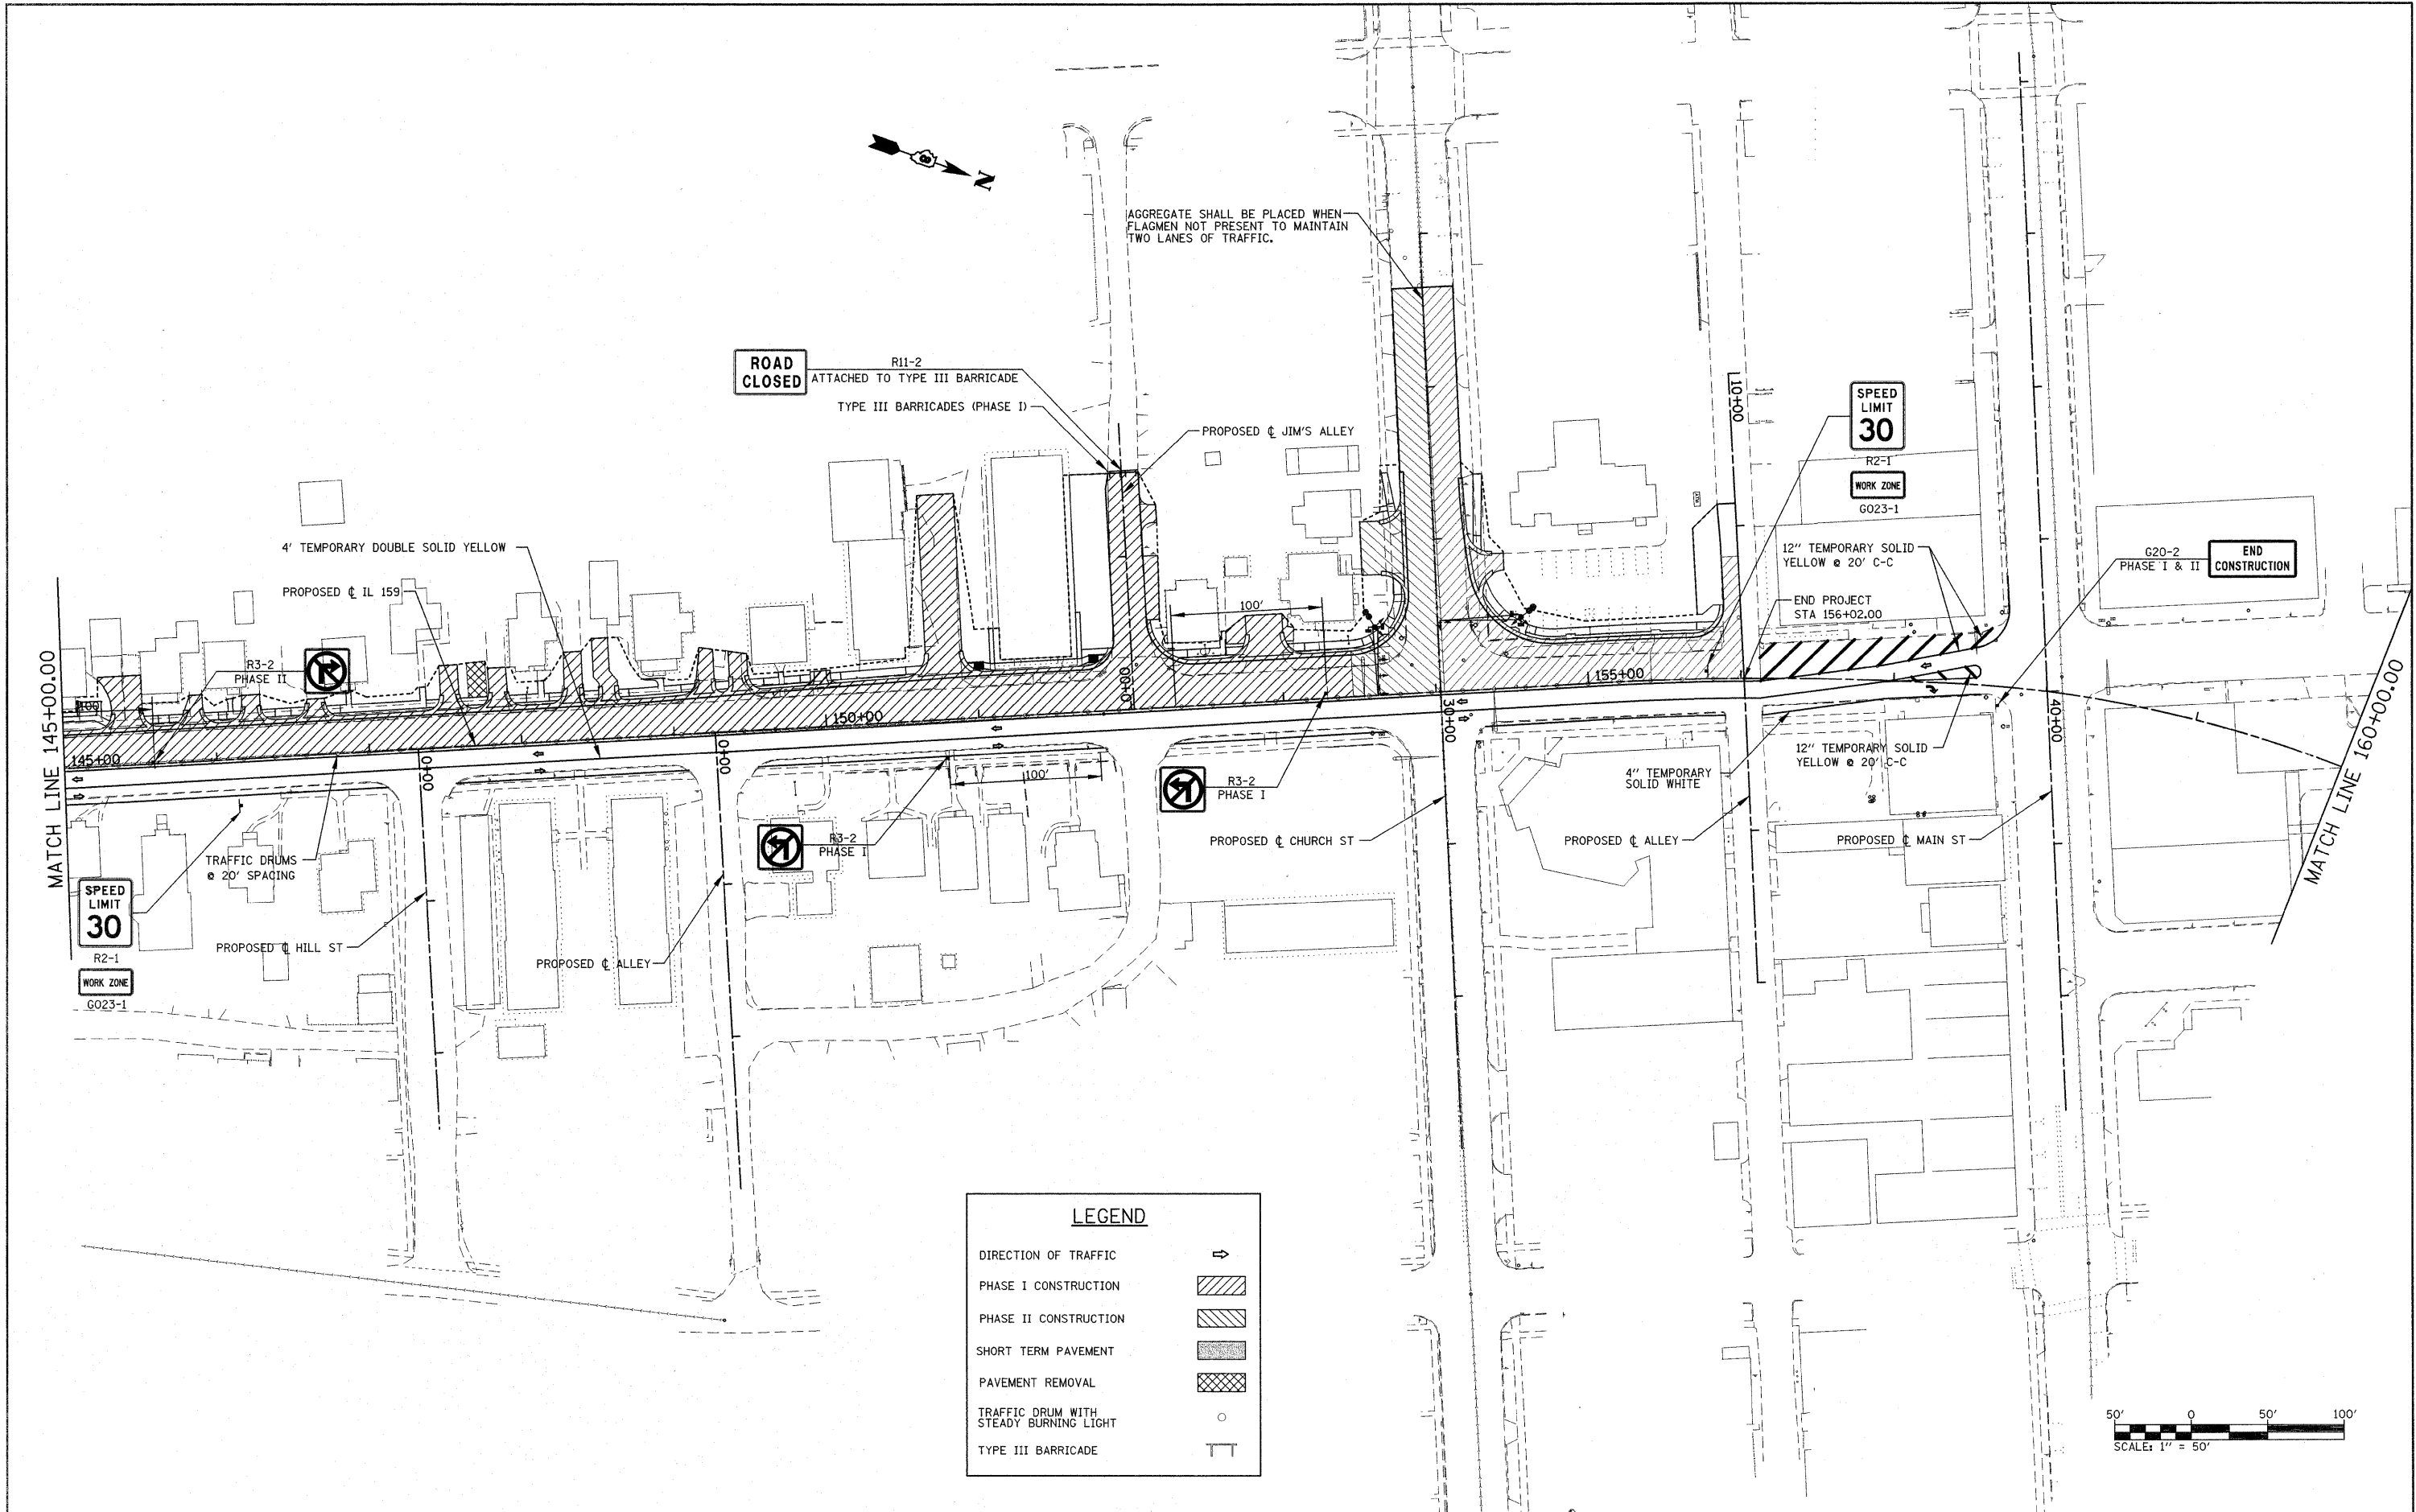 N
AGGREGATE SHALL BE PLACED WHEN
FLAGMEN NOT PRESENT TO MAINTAIN
TWO LANES OF TRAFFIC.
ROAD
CLOSED
R11-2
ATTACHED TO TYPE III BARRICADE
TYPE III BARRICADES (PHASE I)
PROPOSED ℄ JIM'S ALLEY
10+00
SPEED
LIMIT
30
R2-1
WORK ZONE
GO23-1
4' TEMPORARY DOUBLE SOLID YELLOW
PROPOSED ℄ IL 159
12" TEMPORARY SOLID
YELLOW @ 20' C-C
G20-2
PHASE I & II
END
CONSTRUCTION
END PROJECT
STA 156+02.00
100'
R3-2
PHASE II
MATCH LINE 145+00.00
100'
145+00
150+00
155+00
00+0
0+00
0+00
30+00
40+00
MATCH LINE 160+00.00
100'
R3-2
PHASE I
R3-2
PHASE I
4" TEMPORARY
SOLID WHITE
12" TEMPORARY SOLID
YELLOW @ 20' C-C
TRAFFIC DRUMS
@ 20' SPACING
SPEED
LIMIT
30
R2-1
WORK ZONE
GO23-1
PROPOSED ℄ HILL ST
PROPOSED ℄ ALLEY
PROPOSED ℄ CHURCH ST
PROPOSED ℄ ALLEY
PROPOSED ℄ MAIN ST
LEGEND
DIRECTION OF TRAFFIC
PHASE I CONSTRUCTION
PHASE II CONSTRUCTION
SHORT TERM PAVEMENT
PAVEMENT REMOVAL
TRAFFIC DRUM WITH
STEADY BURNING LIGHT
TYPE III BARRICADE
50' 0 50' 100'
SCALE: 1" = 50'